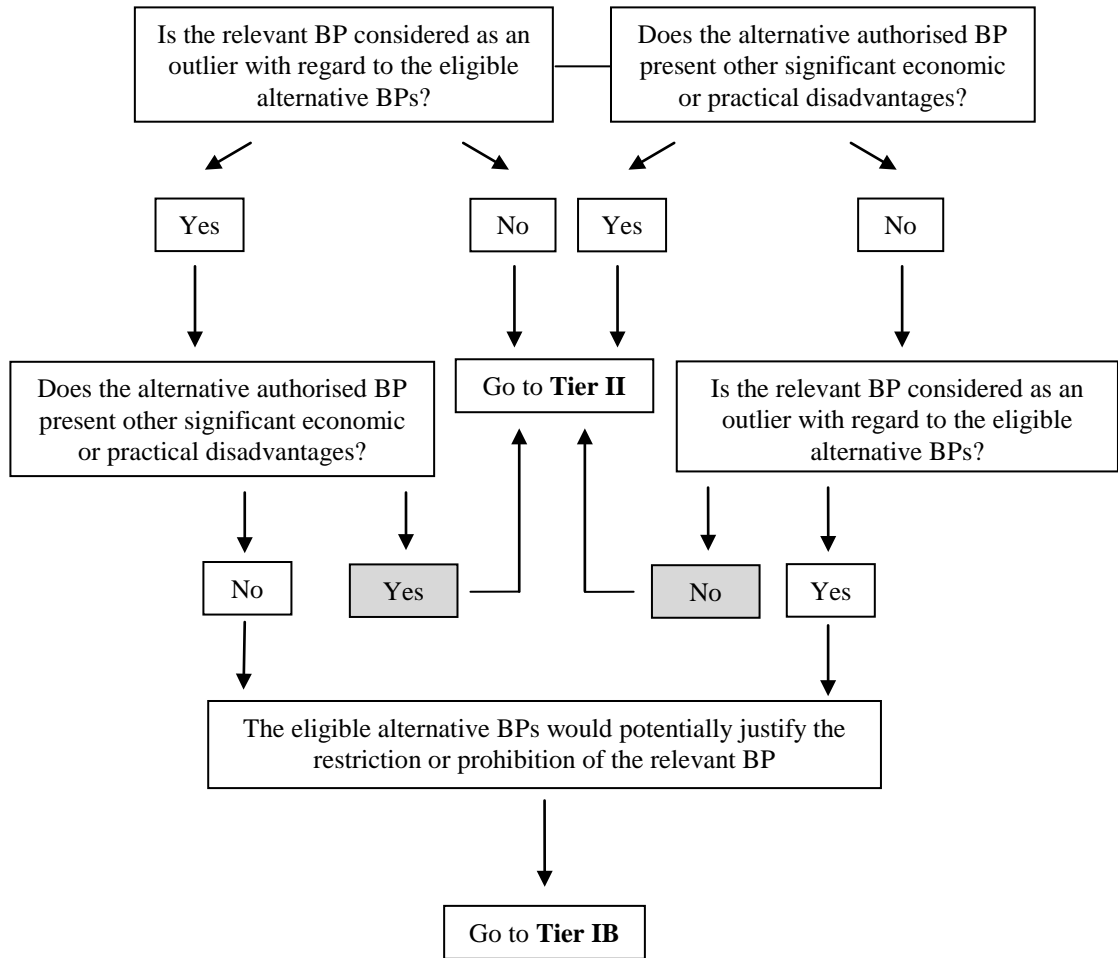 Is the relevant BP considered as an
outlier with regard to the eligible
alternative BPs?
Does the alternative authorised BP
present other significant economic
or practical disadvantages?
Yes
No
Yes
No
Does the alternative authorised BP
present other significant economic
or practical disadvantages?
Go to Tier II
Is the relevant BP considered as an
outlier with regard to the eligible
alternative BPs?
No
Yes
No
Yes
The eligible alternative BPs would potentially justify the
restriction or prohibition of the relevant BP
Go to Tier IB